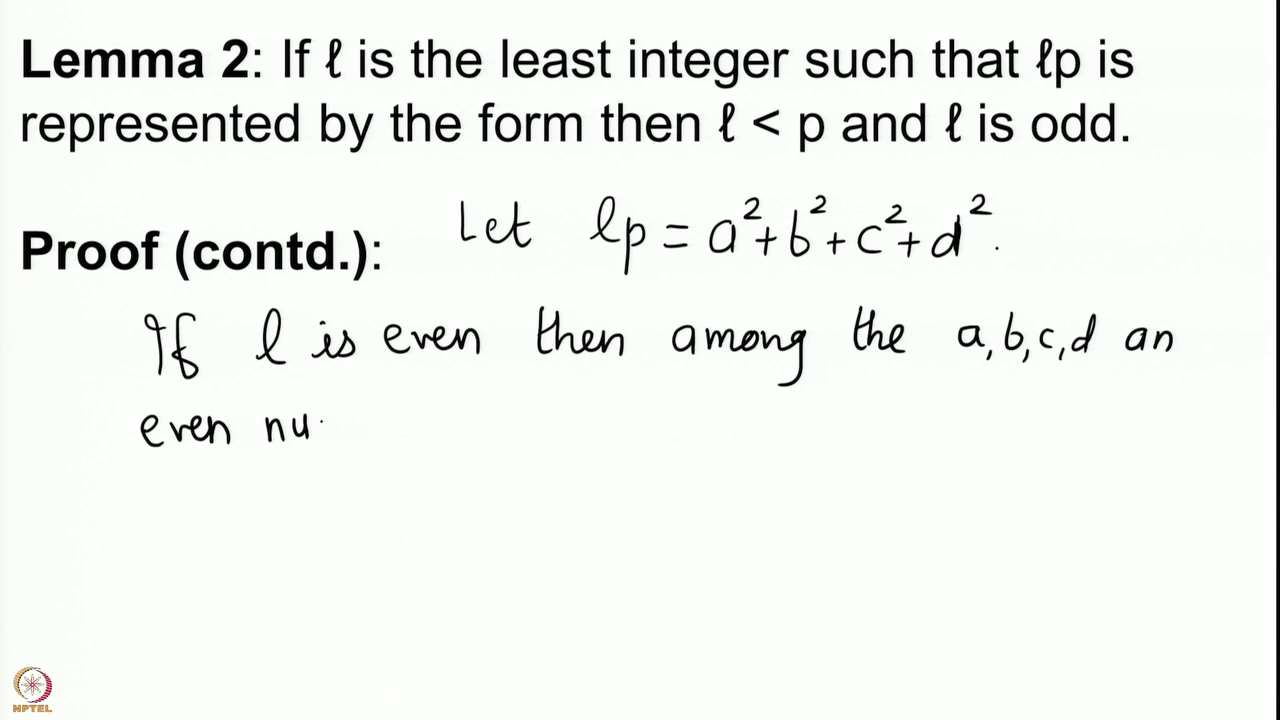 Lemma 2: If ℓ is the least integer such that ℓp is
represented by the form then ℓ < p and ℓ is odd.
Proof (contd.): Let ℓp = a²+b²+c²+d².
If ℓ is even then among the a,b,c,d an
even nu
NPTEL